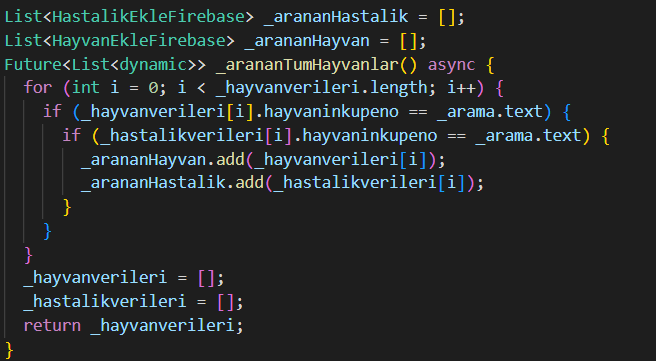 List<HastalikEkleFirebase> _arananHastalik = [];
List<HayvanEkleFirebase> _arananHayvan = [];
Future<List<dynamic>> _arananTumHayvanlar() async {
  for (int i = 0; i < _hayvanverileri.length; i++) {
    if (_hayvanverileri[i].hayvaninkupeno == _arama.text) {
      if (_hastalikverileri[i].hayvaninkupeno == _arama.text) {
        _arananHayvan.add(_hayvanverileri[i]);
        _arananHastalik.add(_hastalikverileri[i]);
      }
    }
  }
  _hayvanverileri = [];
  _hastalikverileri = [];
  return _hayvanverileri;
}